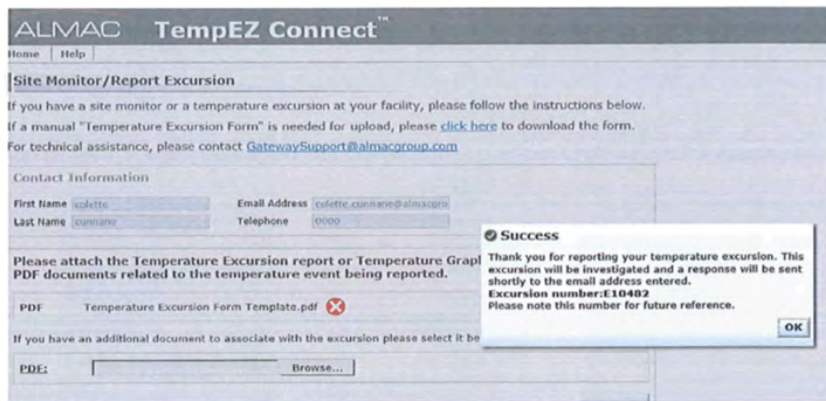 ALMAC TempEZ Connect™
Home Help
Site Monitor/Report Excursion
If you have a site monitor or a temperature excursion at your facility, please follow the instructions below.
If a manual "Temperature Excursion Form" is needed for upload, please click here to download the form.
For technical assistance, please contact GatewaySupport@almacgroup.com
Contact Information
First Name colette Email Address colette.cunnane@almacgro
Last Name cunnane Telephone 0000
Please attach the Temperature Excursion report or Temperature Grap
PDF documents related to the temperature event being reported.
PDF Temperature Excursion Form Template.pdf
If you have an additional document to associate with the excursion please select it be
PDF: Browse...
Success
Thank you for reporting your temperature excursion. This
excursion will be investigated and a response will be sent
shortly to the email address entered.
Excursion number:E10482
Please note this number for future reference.
OK